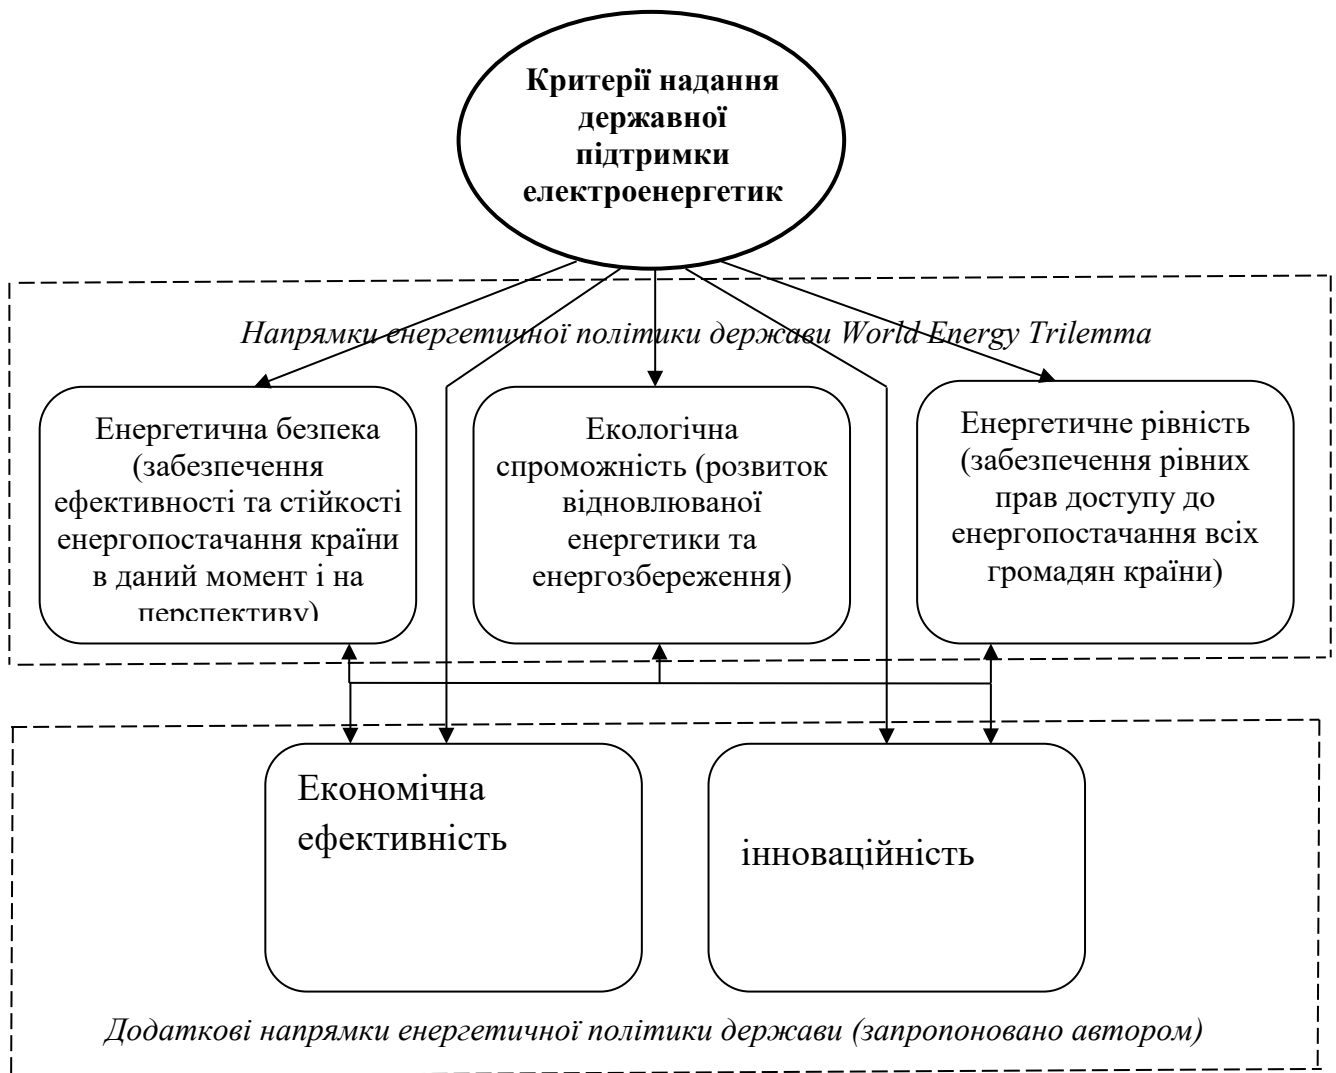 Критерії надання
державної
підтримки
електроенергетик
Напрямки енергетичної політики держави World Energy Trilemma
Енергетична безпека
(забезпечення
ефективності та стійкості
енергопостачання країни
в даний момент і на
перспективу)
Екологічна
спроможність (розвиток
відновлюваної
енергетики та
енергозбереження)
Енергетичне рівність
(забезпечення рівних
прав доступу до
енергопостачання всіх
громадян країни)
Економічна
ефективність
інноваційність
Додаткові напрямки енергетичної політики держави (запропоновано автором)